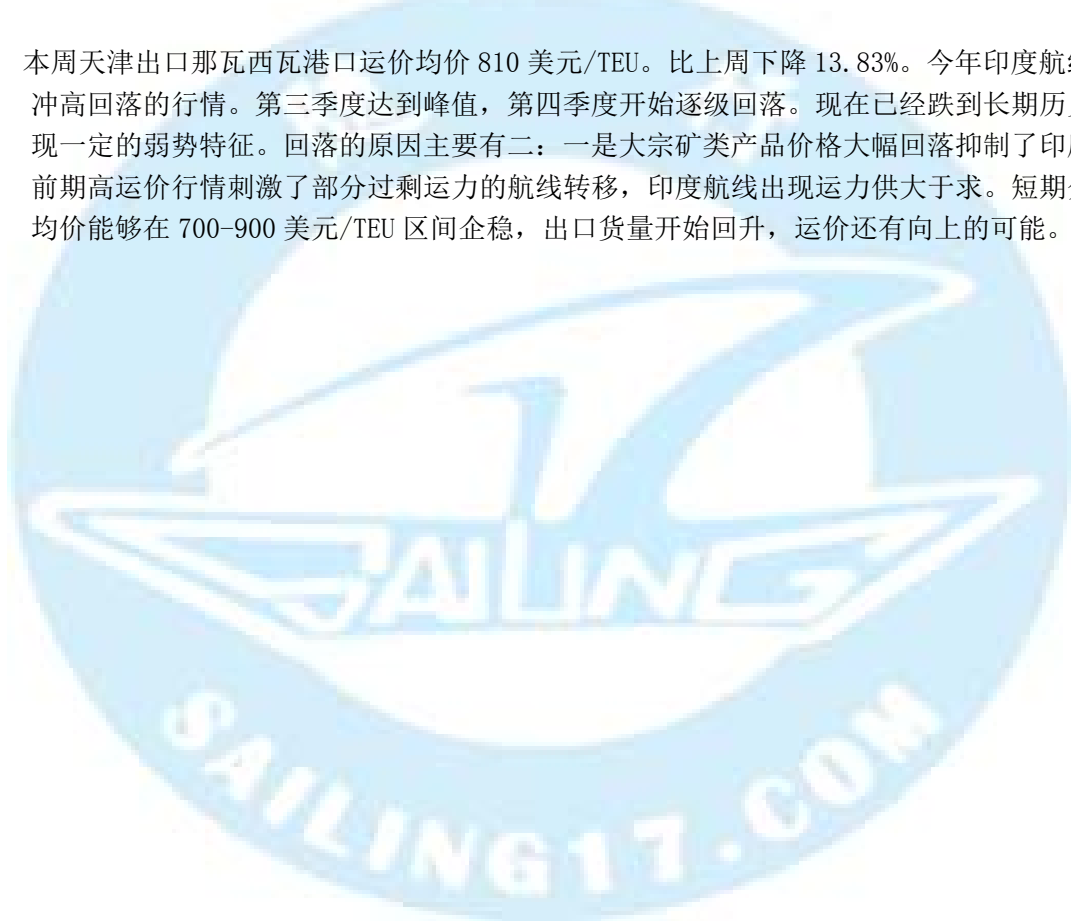 本周天津出口那瓦西瓦港口运价均价 810 美元/TEU。比上周下降 13.83%。今年印度航
冲高回落的行情。第三季度达到峰值，第四季度开始逐级回落。现在已经跌到长期历
现一定的弱势特征。回落的原因主要有二：一是大宗矿类产品价格大幅回落抑制了印
前期高运价行情刺激了部分过剩运力的航线转移，印度航线出现运力供大于求。短期
均价能够在 700-900 美元/TEU 区间企稳，出口货量开始回升，运价还有向上的可能。
SAILING
SAILING17.COM